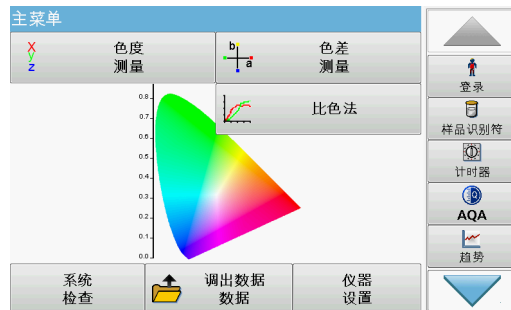 主菜单
X
y
z
色度
测量
b
a
色差
测量
比色法
0.8
0.7
0.6
0.5
0.4
0.3
0.2
0.1
0.0
系统
检查
调出数据
数据
仪器
设置
登录
样品识别符
计时器
AQA
趋势